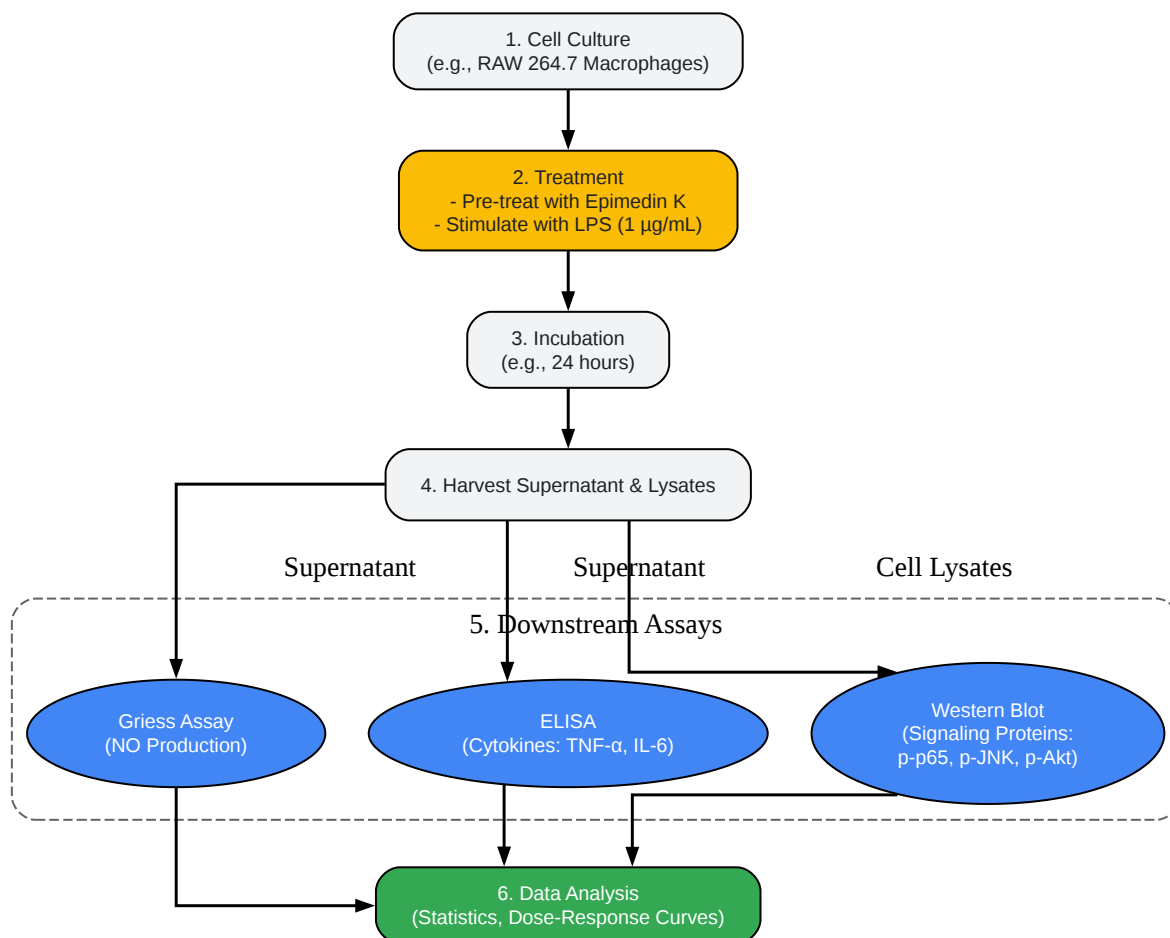 1. Cell Culture
(e.g., RAW 264.7 Macrophages)
2. Treatment
- Pre-treat with Epimedin K
- Stimulate with LPS (1 µg/mL)
3. Incubation
(e.g., 24 hours)
4. Harvest Supernatant & Lysates
Supernatant
Supernatant
Cell Lysates
5. Downstream Assays
Griess Assay
(NO Production)
ELISA
(Cytokines: TNF-α, IL-6)
Western Blot
(Signaling Proteins:
p-p65, p-JNK, p-Akt)
6. Data Analysis
(Statistics, Dose-Response Curves)